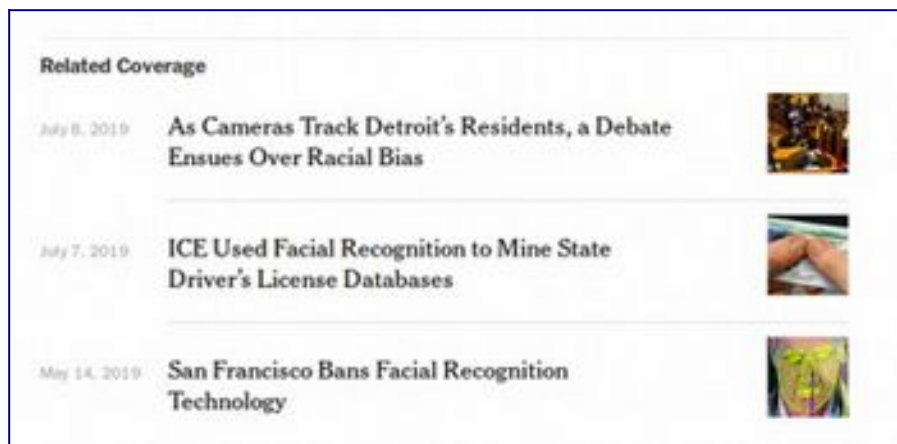 Related Coverage
July 8, 2019
As Cameras Track Detroit's Residents, a Debate
Ensues Over Racial Bias
July 7, 2019
ICE Used Facial Recognition to Mine State
Driver's License Databases
May 14, 2019
San Francisco Bans Facial Recognition
Technology